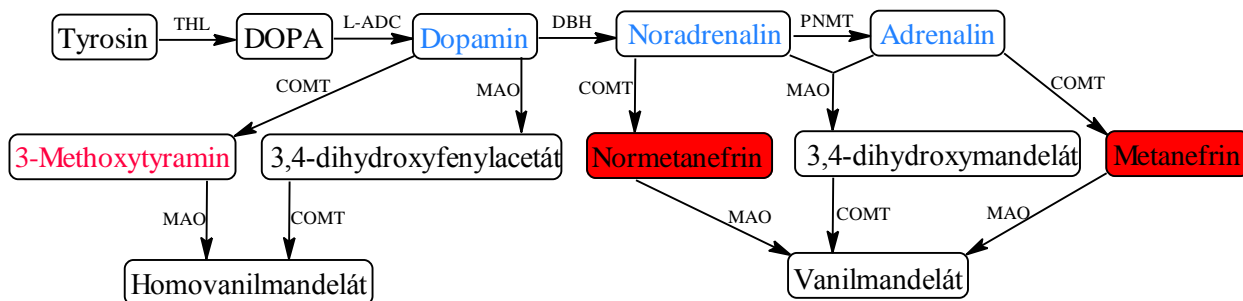 THL L-ADC DBH PNMT
Tyrosin DOPA Dopamin Noradrenalin Adrenalin
COMT MAO COMT MAO COMT
3-Methoxytyramin 3,4-dihydroxyfenylacetát Normetanefrin 3,4-dihydroxymandelát Metanefrin
MAO COMT MAO COMT MAO
Homovanilmandelát Vanilmandelát